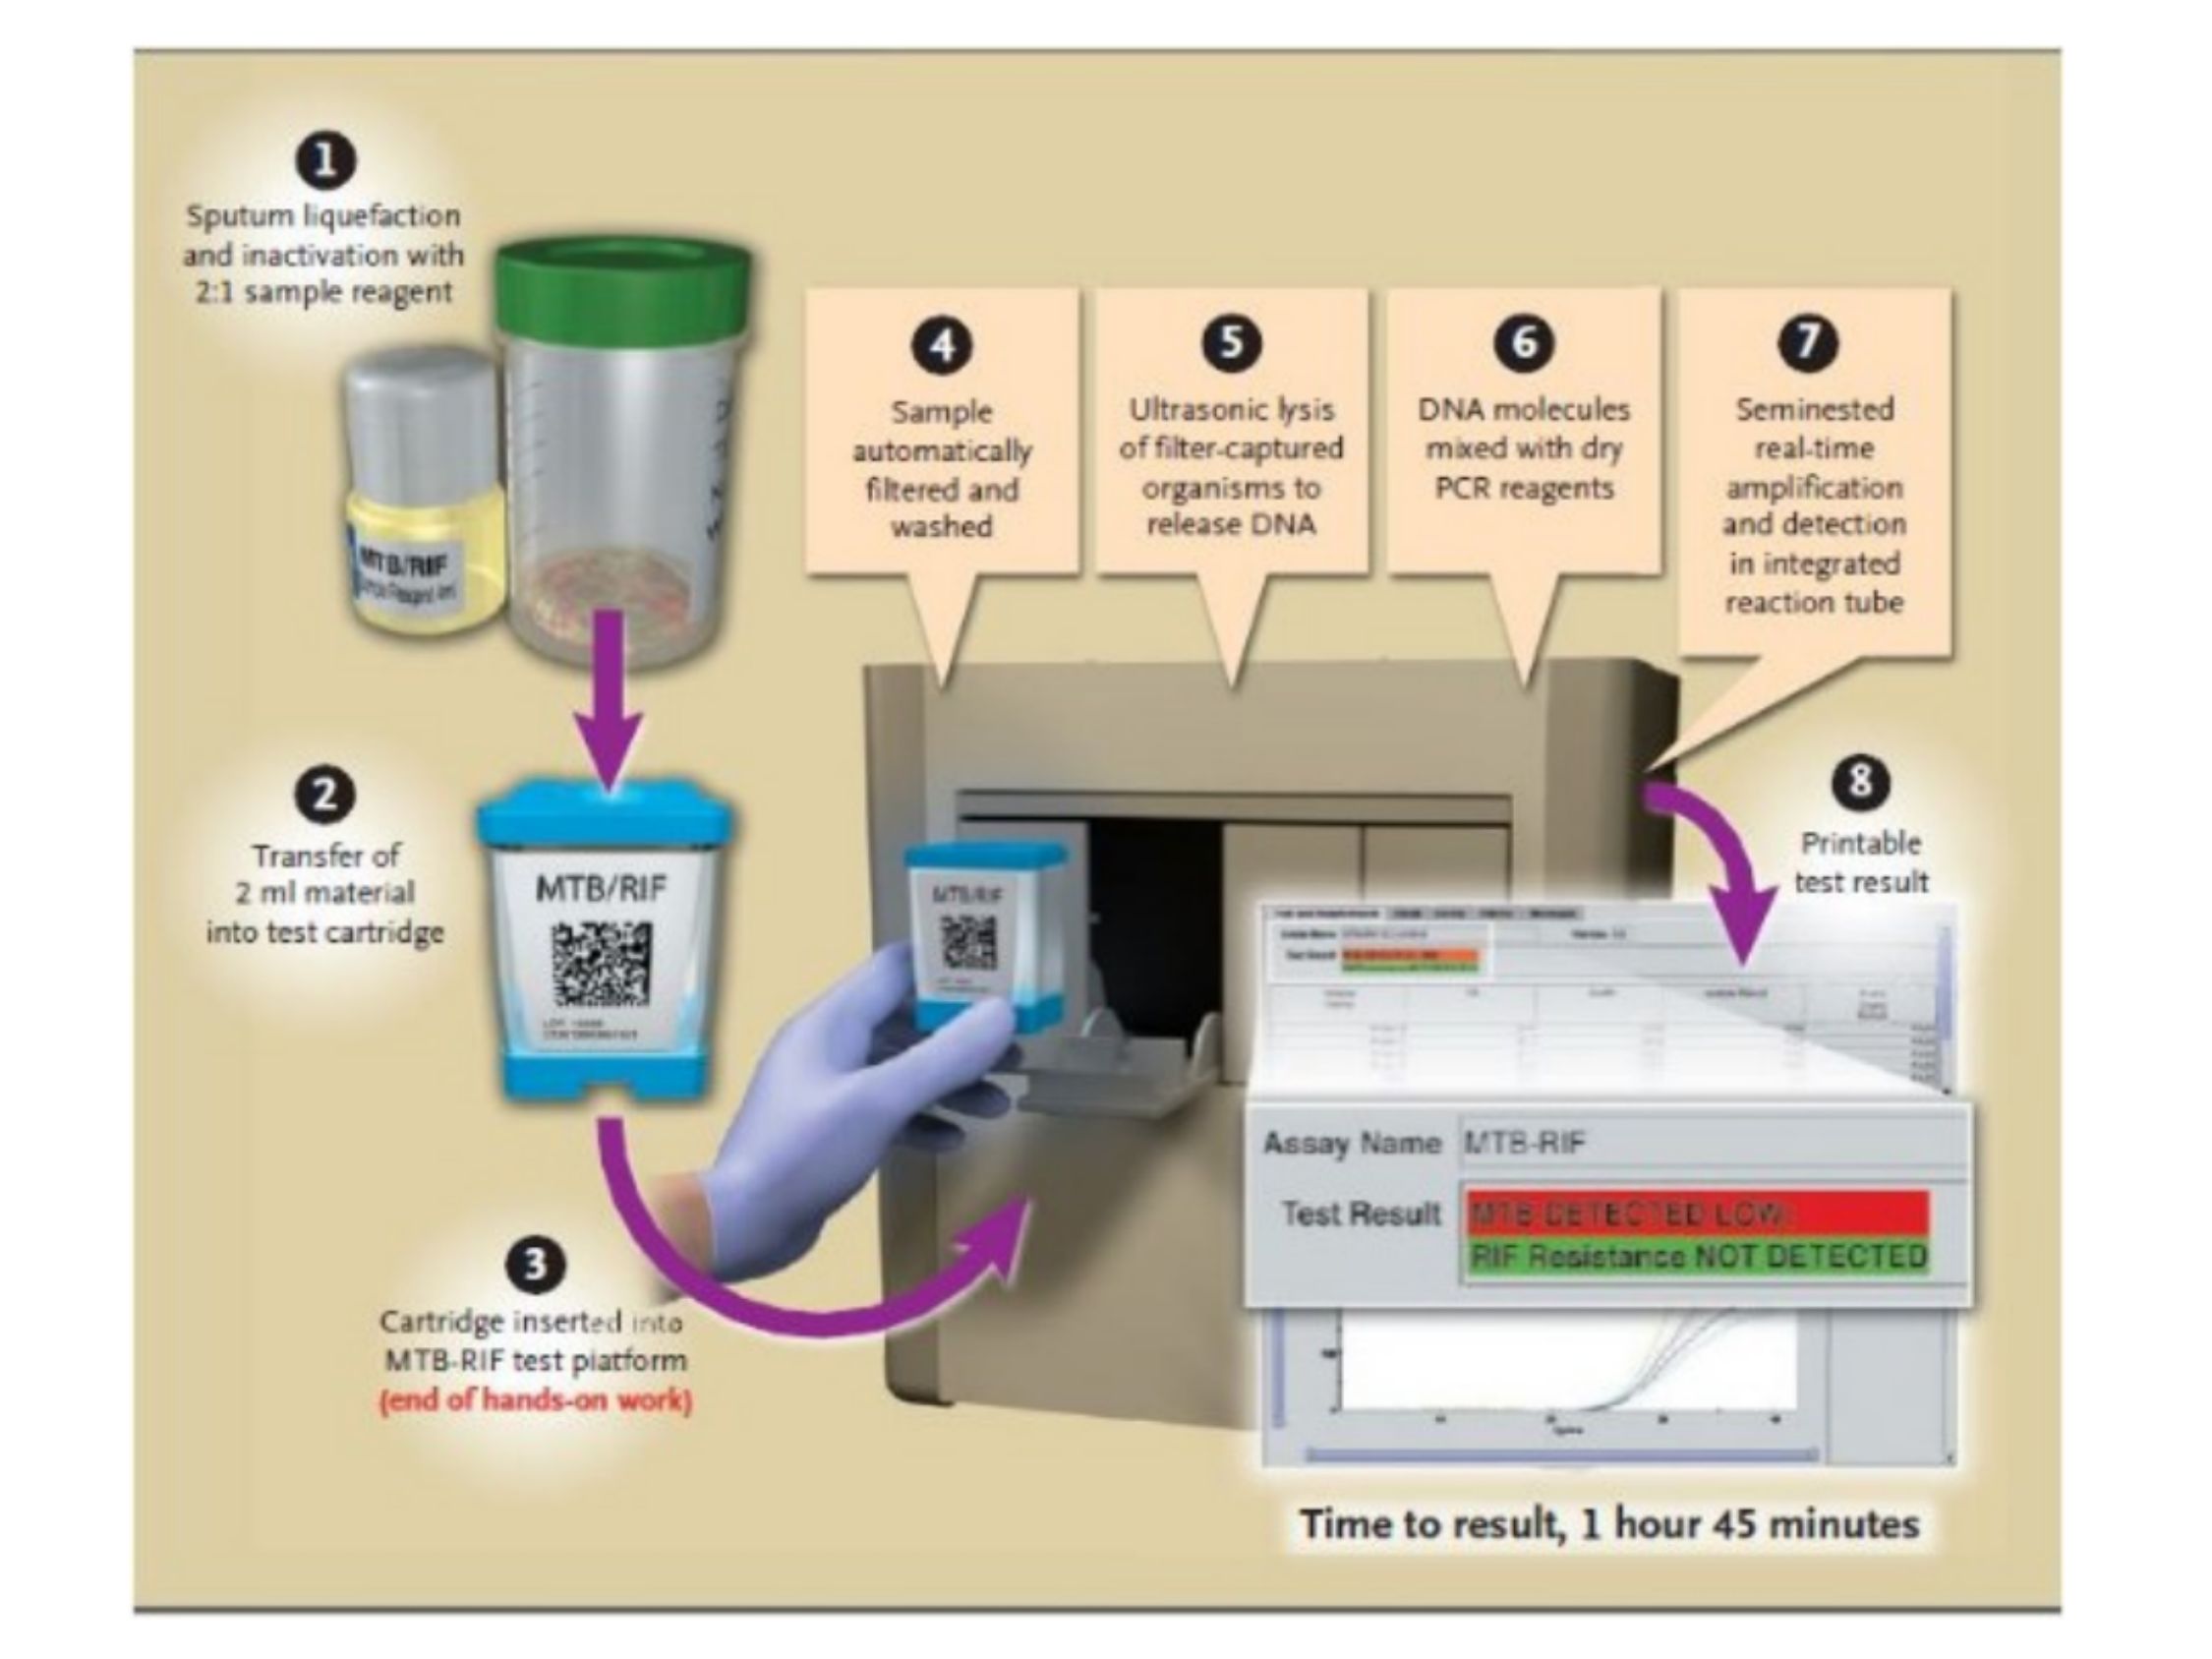 1
Sputum liquefaction
and inactivation with
2:1 sample reagent
MTB/RIF
2
Transfer of
2 ml material
into test cartridge
MTB/RIF
3
Cartridge inserted into
MTB-RIF test platform
(end of hands-on work)
MTB/RIF
4
Sample
automatically
filtered and
washed
5
Ultrasonic lysis
of filter-captured
organisms to
release DNA
6
DNA molecules
mixed with dry
PCR reagents
7
Seminested
real-time
amplification
and detection
in integrated
reaction tube
8
Printable
test result
Assay Name MTB-RIF
Test Result MTB DETECTED LOW
RIF Resistance NOT DETECTED
Time to result, 1 hour 45 minutes